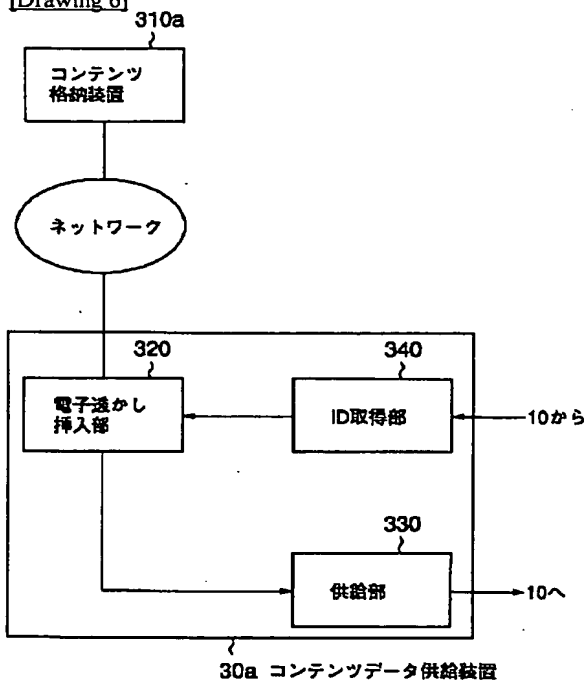 [Drawing 6]
310a
コンテンツ
格納装置
ネットワーク
320
340
電子透かし
挿入部
ID取得部
10から
330
供給部
10へ
30a コンテンツデータ供給装置